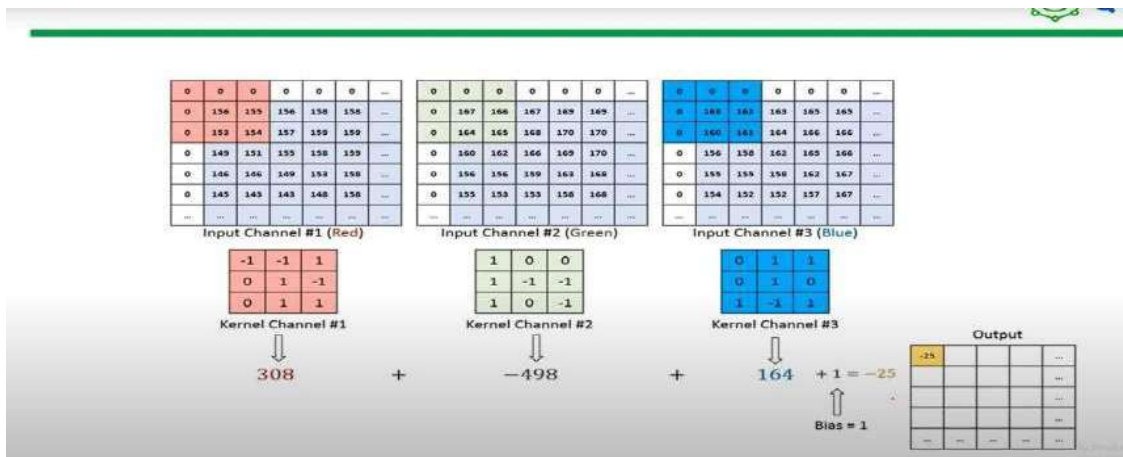 0 0 0 0 0 0 ...
0 156 155 156 158 158 ...
0 153 154 157 159 159 ...
0 149 151 155 158 159 ...
0 146 146 149 153 158 ...
0 145 143 143 148 158 ...
... ... ... ... ... ... ...
Input Channel #1 (Red)
0 0 0 0 0 0 ...
0 167 166 167 169 169 ...
0 164 165 168 170 170 ...
0 160 162 166 169 170 ...
0 156 156 159 163 168 ...
0 155 153 153 158 168 ...
... ... ... ... ... ... ...
Input Channel #2 (Green)
0 0 0 0 0 0 ...
0 163 162 163 165 165 ...
0 160 161 164 166 166 ...
0 156 158 162 165 166 ...
0 155 155 158 162 167 ...
0 154 152 152 157 167 ...
... ... ... ... ... ... ...
Input Channel #3 (Blue)
-1 -1 1
0 1 -1
0 1 1
Kernel Channel #1
1 0 0
1 -1 -1
1 0 -1
Kernel Channel #2
0 1 1
0 1 0
1 -1 1
Kernel Channel #3
308 + −498 + 164 + 1 = −25
Bias = 1
Output
-25 ...
...
...
...
... ... ... ... ...